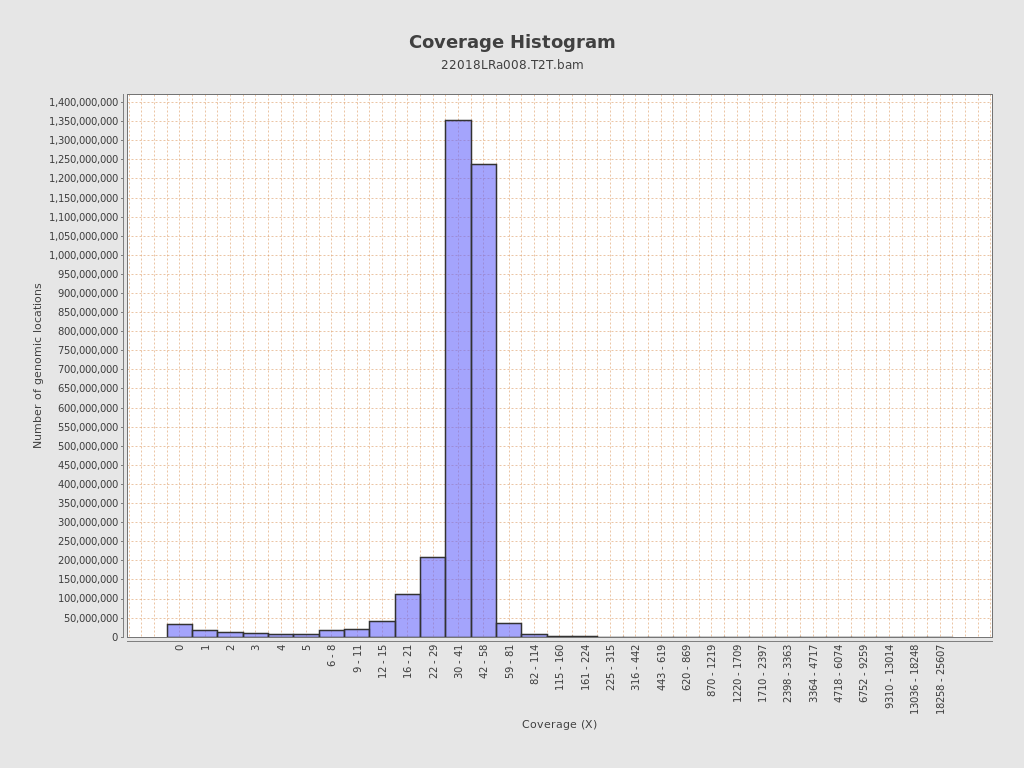 Coverage Histogram
22018LRa008.T2T.bam
1,400,000,000
1,350,000,000
1,300,000,000
1,250,000,000
1,200,000,000
1,150,000,000
1,100,000,000
1,050,000,000
1,000,000,000
950,000,000
900,000,000
850,000,000
800,000,000
750,000,000
700,000,000
650,000,000
600,000,000
550,000,000
500,000,000
450,000,000
400,000,000
350,000,000
300,000,000
250,000,000
200,000,000
150,000,000
100,000,000
50,000,000
0
Number of genomic locations
0
1
2
3
4
5
6 - 8
9 - 11
12 - 15
16 - 21
22 - 29
30 - 41
42 - 58
59 - 81
82 - 114
115 - 160
161 - 224
225 - 315
316 - 442
443 - 619
620 - 869
870 - 1219
1220 - 1709
1710 - 2397
2398 - 3363
3364 - 4717
4718 - 6074
6752 - 9259
9310 - 13014
13036 - 18248
18258 - 25607
Coverage (X)